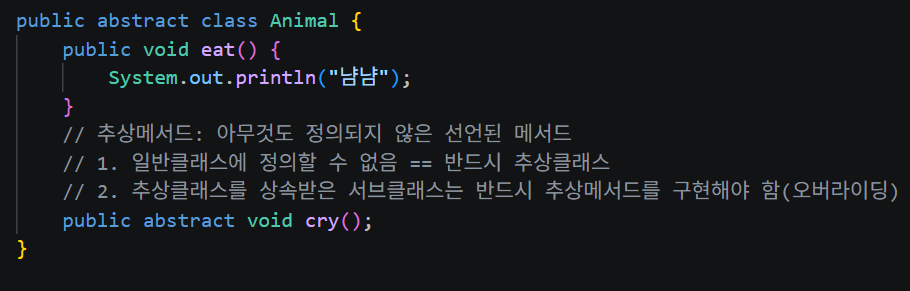 public abstract class Animal {
    public void eat() {
        System.out.println("냠냠");
    }
    // 추상메서드: 아무것도 정의되지 않은 선언된 메서드
    // 1. 일반클래스에 정의할 수 없음 == 반드시 추상클래스
    // 2. 추상클래스를 상속받은 서브클래스는 반드시 추상메서드를 구현해야 함(오버라이딩)
    public abstract void cry();
}